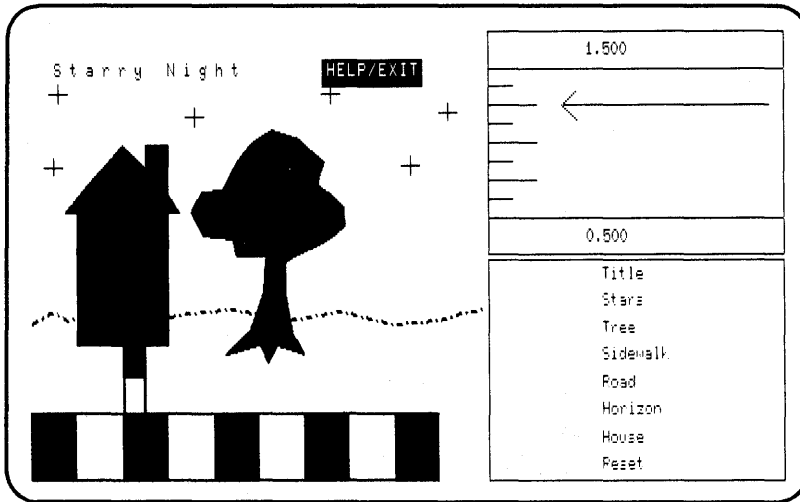 Starry Night
HELP/EXIT
1.500
0.500
Title
Stars
Tree
Sidewalk
Road
Horizon
House
Reset